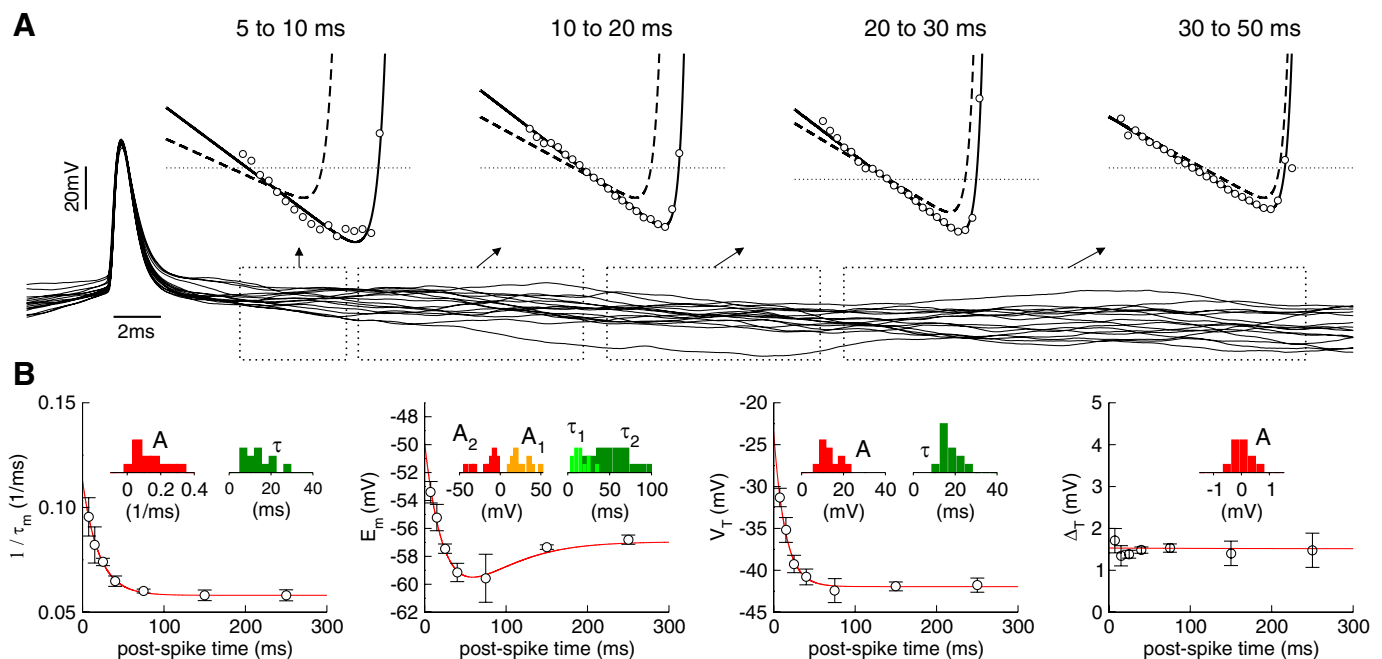 A
5 to 10 ms
10 to 20 ms
20 to 30 ms
30 to 50 ms
20mV
2ms
B
0.15
0.10
0.05
1 / τm (1/ms)
0 100 200 300
post-spike time (ms)
A
0 0.2 0.4
(1/ms)
τ
0 20 40
(ms)
-48
-50
-52
-54
-56
-58
-60
-62
Em (mV)
0 100 200 300
post-spike time (ms)
A2 A1
-50 0 50
(mV)
τ1 τ2
0 50 100
(ms)
-20
-25
-30
-35
-40
-45
VT (mV)
0 100 200 300
post-spike time (ms)
A
0 20 40
(mV)
τ
0 20 40
(ms)
5
4
3
2
1
0
ΔT (mV)
0 100 200 300
post-spike time (ms)
A
-1 0 1
(mV)